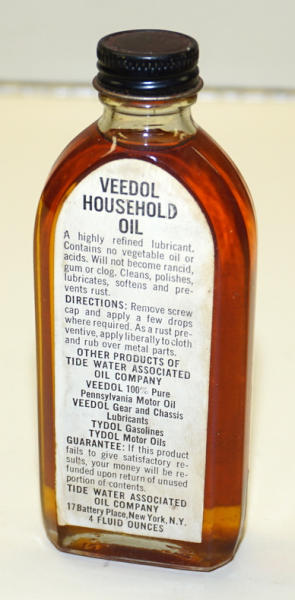 VEEDOL
HOUSEHOLD
OIL
A highly refined lubricant.
Contains no vegetable oil or
acids. Will not become rancid,
gum or clog. Cleans, polishes,
lubricates, softens and pre-
vents rust.
DIRECTIONS: Remove screw
cap and apply a few drops
where required. As a rust pre-
ventive, apply liberally to cloth
and rub over metal parts.
OTHER PRODUCTS OF
TIDE WATER ASSOCIATED
OIL COMPANY
VEEDOL 100% Pure
Pennsylvania Motor Oil
VEEDOL Gear and Chassis
Lubricants
TYDOL Gasolines
TYDOL Motor Oils
GUARANTEE: If this product
fails to give satisfactory re-
sults, your money will be re-
funded upon return of unused
portion of contents.
TIDE WATER ASSOCIATED
OIL COMPANY
17 Battery Place, New York, N.Y.
4 FLUID OUNCES